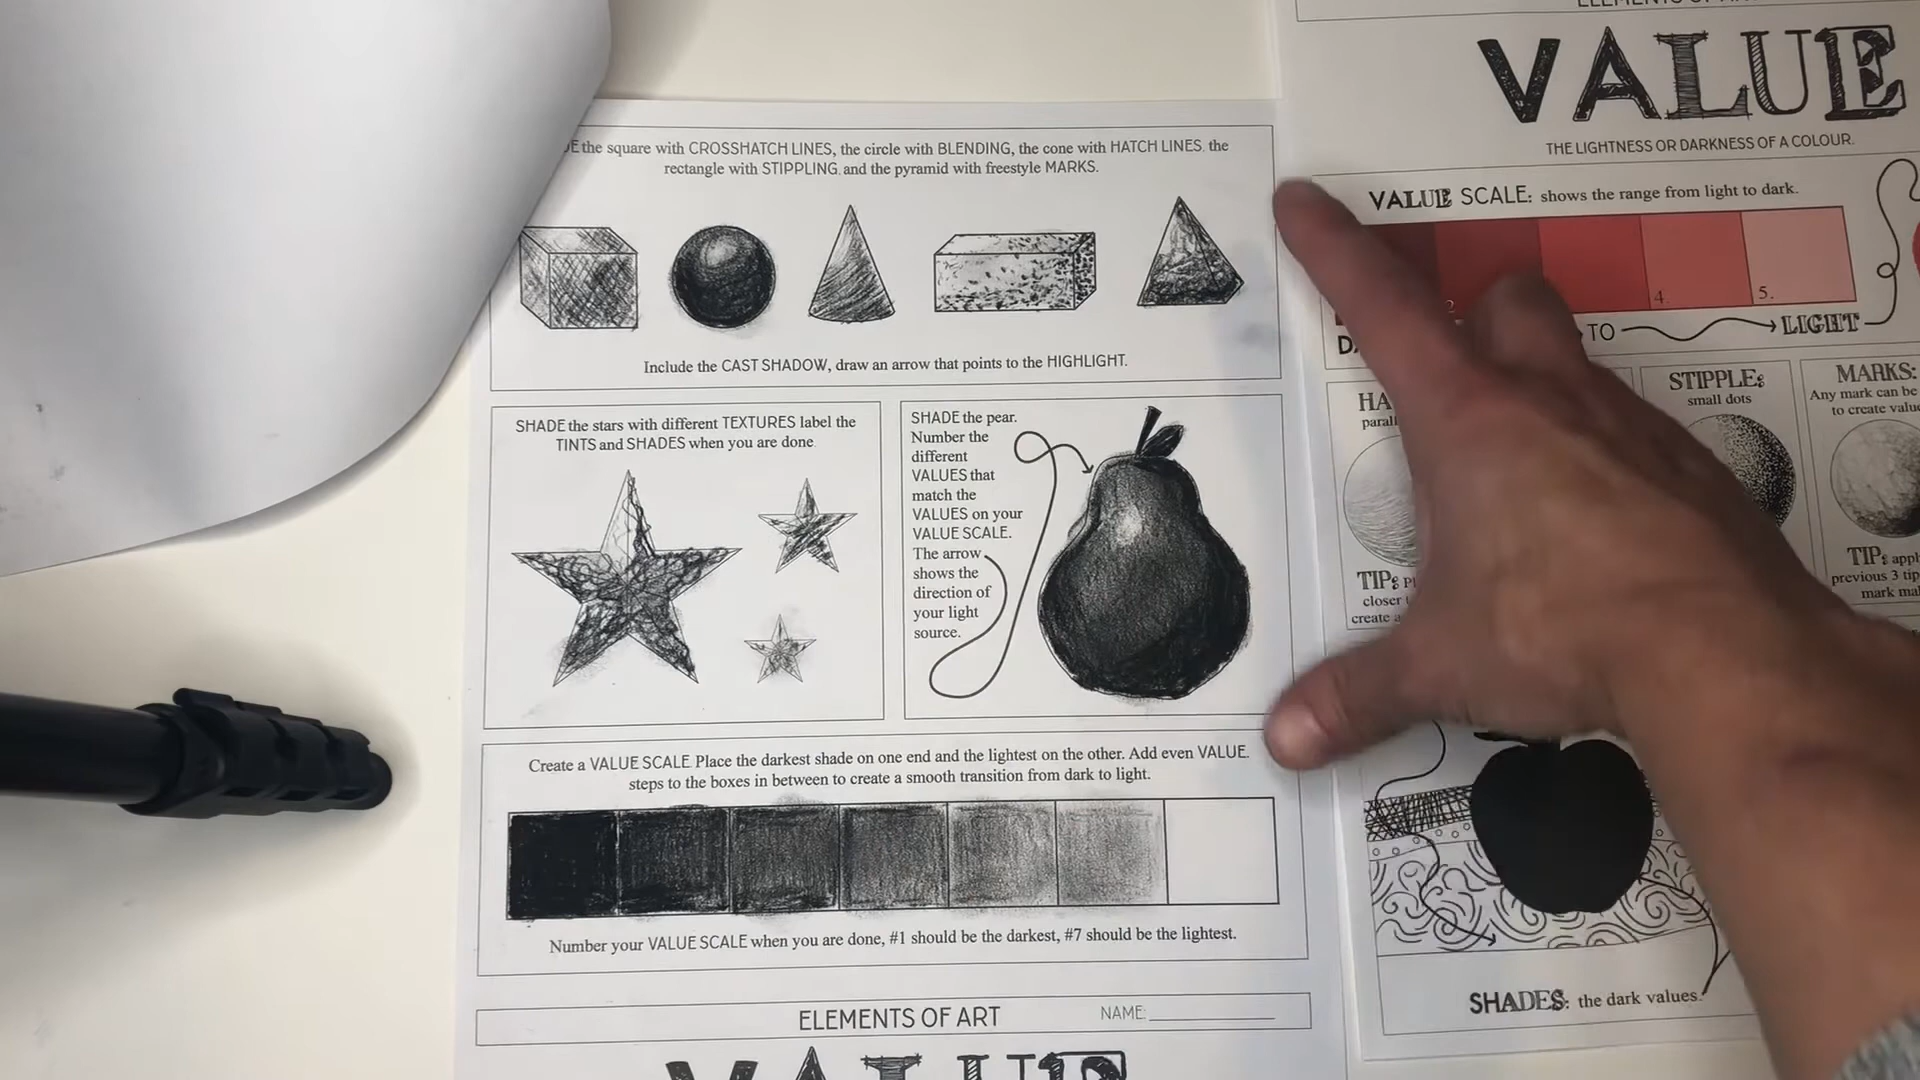 the square with CROSSHATCH LINES, the circle with BLENDING, the cone with HATCH LINES, the
rectangle with STIPPLING, and the pyramid with freestyle MARKS.
Include the CAST SHADOW, draw an arrow that points to the HIGHLIGHT.
SHADE the stars with different TEXTURES label the
TINTS and SHADES when you are done.
SHADE the pear.
Number the
different
VALUES that
match the
VALUES on your
VALUE SCALE.
The arrow
shows the
direction of
your light
source.
Create a VALUE SCALE. Place the darkest shade on one end and the lightest on the other. Add even VALUE
steps to the boxes in between to create a smooth transition from dark to light.
Number your VALUE SCALE when you are done, #1 should be the darkest, #7 should be the lightest.
ELEMENTS OF ART NAME:
VALUE
ELEMENTS OF
VALUE
THE LIGHTNESS OR DARKNESS OF A COLOUR.
VALUE SCALE: shows the range from light to dark.
2 4. 5.
TO LIGHT
STIPPLE:
small dots
MARKS:
Any mark can be
to create
TIP:
closer
create a
TIP:
previous 3
mark
SHADES: the dark values.